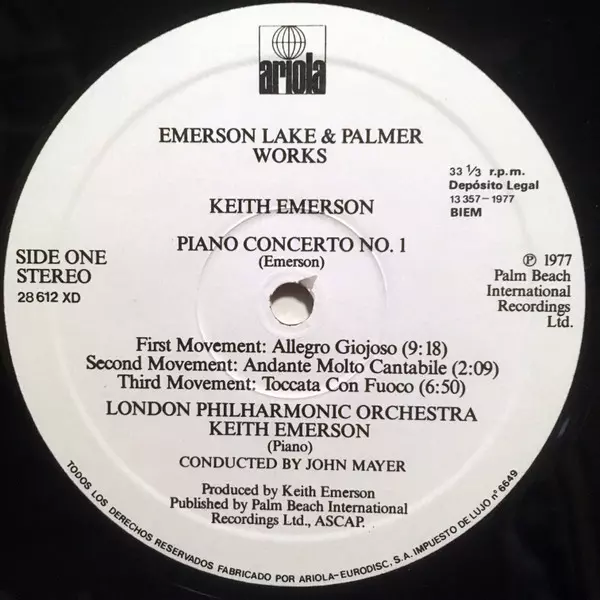 ariola
EMERSON LAKE & PALMER
WORKS
33 1/3 r.p.m.
Depósito Legal
13 357-1977
BIEM
KEITH EMERSON
PIANO CONCERTO NO. 1
(Emerson)
SIDE ONE
STEREO
28 612 XD
℗ 1977
Palm Beach
International
Recordings
Ltd.
First Movement: Allegro Giojoso (9:18)
Second Movement: Andante Molto Cantabile (2:09)
Third Movement: Toccata Con Fuoco (6:50)
LONDON PHILHARMONIC ORCHESTRA
KEITH EMERSON
(Piano)
CONDUCTED BY JOHN MAYER
Produced by Keith Emerson
Published by Palm Beach International
Recordings Ltd., ASCAP.
TODOS LOS DERECHOS RESERVADOS FABRICADO POR ARIOLA-EURODISC, S.A. IMPUESTO DE LUJO nº 6649